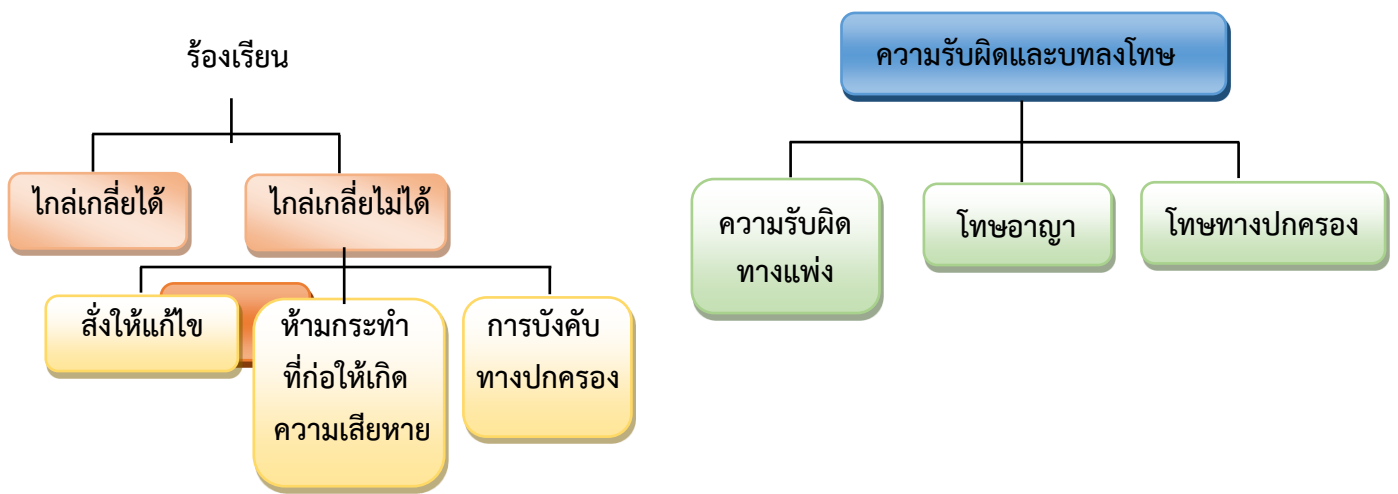 ร้องเรียน
ไกล่เกลี่ยได้
ไกล่เกลี่ยไม่ได้
สั่งให้แก้ไข
ห้ามกระทำ
ที่ก่อให้เกิด
ความเสียหาย
การบังคับ
ทางปกครอง
ความรับผิดและบทลงโทษ
ความรับผิด
ทางแพ่ง
โทษอาญา
โทษทางปกครอง